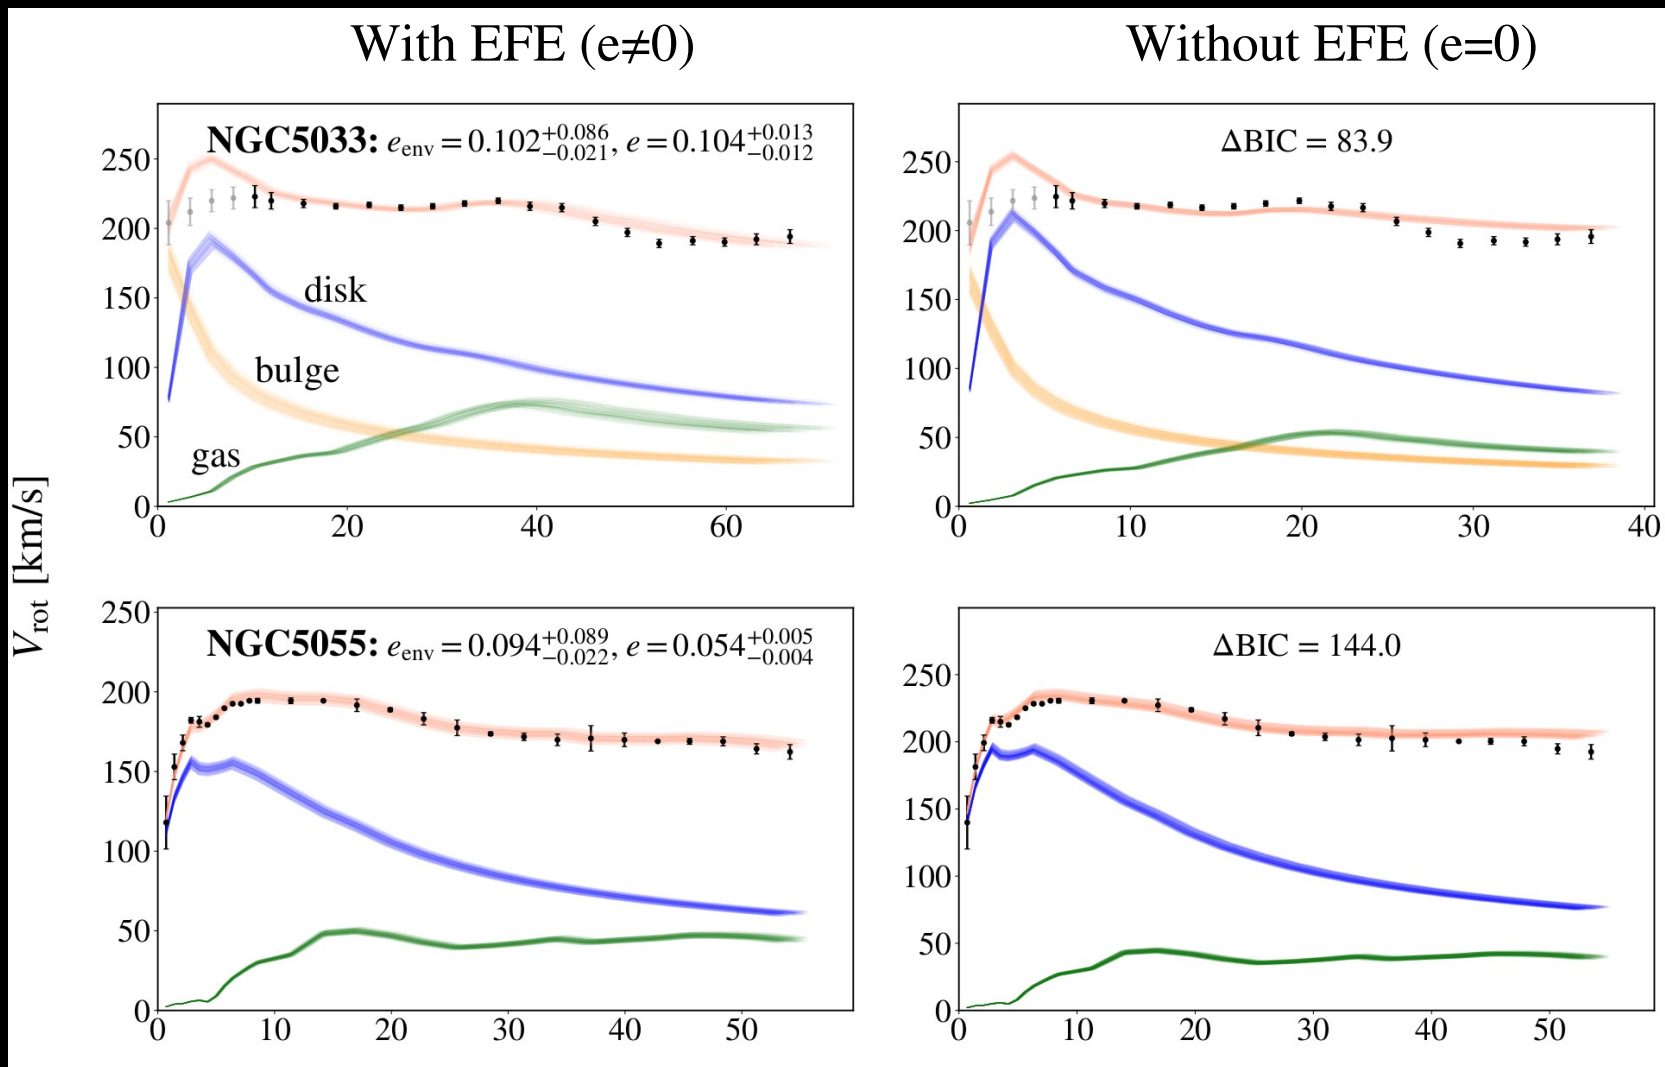 With EFE (e≠0)
Without EFE (e=0)
NGC5033: e_env = 0.102^{+0.086}_{−0.021}, e = 0.104^{+0.013}_{−0.012}
250
200
150
100
50
0
disk
bulge
gas
0 20 40 60
ΔBIC = 83.9
250
200
150
100
50
0
0 10 20 30 40
V_rot [km/s]
NGC5055: e_env = 0.094^{+0.089}_{−0.022}, e = 0.054^{+0.005}_{−0.004}
250
200
150
100
50
0
0 10 20 30 40 50
ΔBIC = 144.0
250
200
150
100
50
0
0 10 20 30 40 50